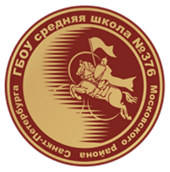 ГБОУ средняя школа №376
Московского района
Санкт-Петербурга